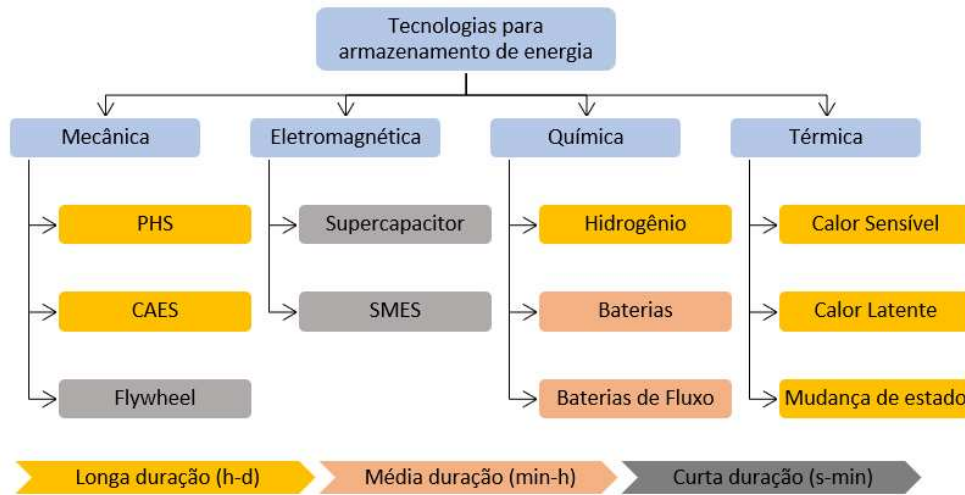 Tecnologias para
armazenamento de energia
Mecânica
Eletromagnética
Química
Térmica
PHS
Supercapacitor
Hidrogênio
Calor Sensível
CAES
SMES
Baterias
Calor Latente
Flywheel
Baterias de Fluxo
Mudança de estado
Longa duração (h-d)
Média duração (min-h)
Curta duração (s-min)